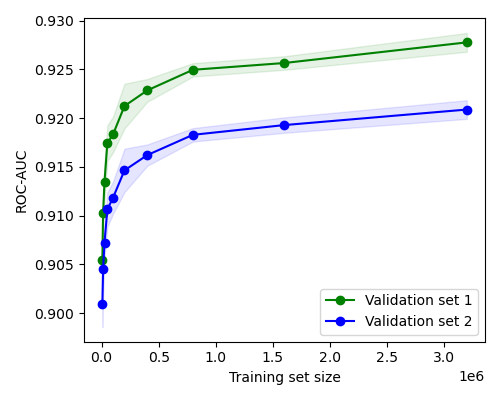 0.930
0.925
0.920
0.915
0.910
0.905
0.900
ROC-AUC
0.0 0.5 1.0 1.5 2.0 2.5 3.0
1e6
Training set size
Validation set 1
Validation set 2